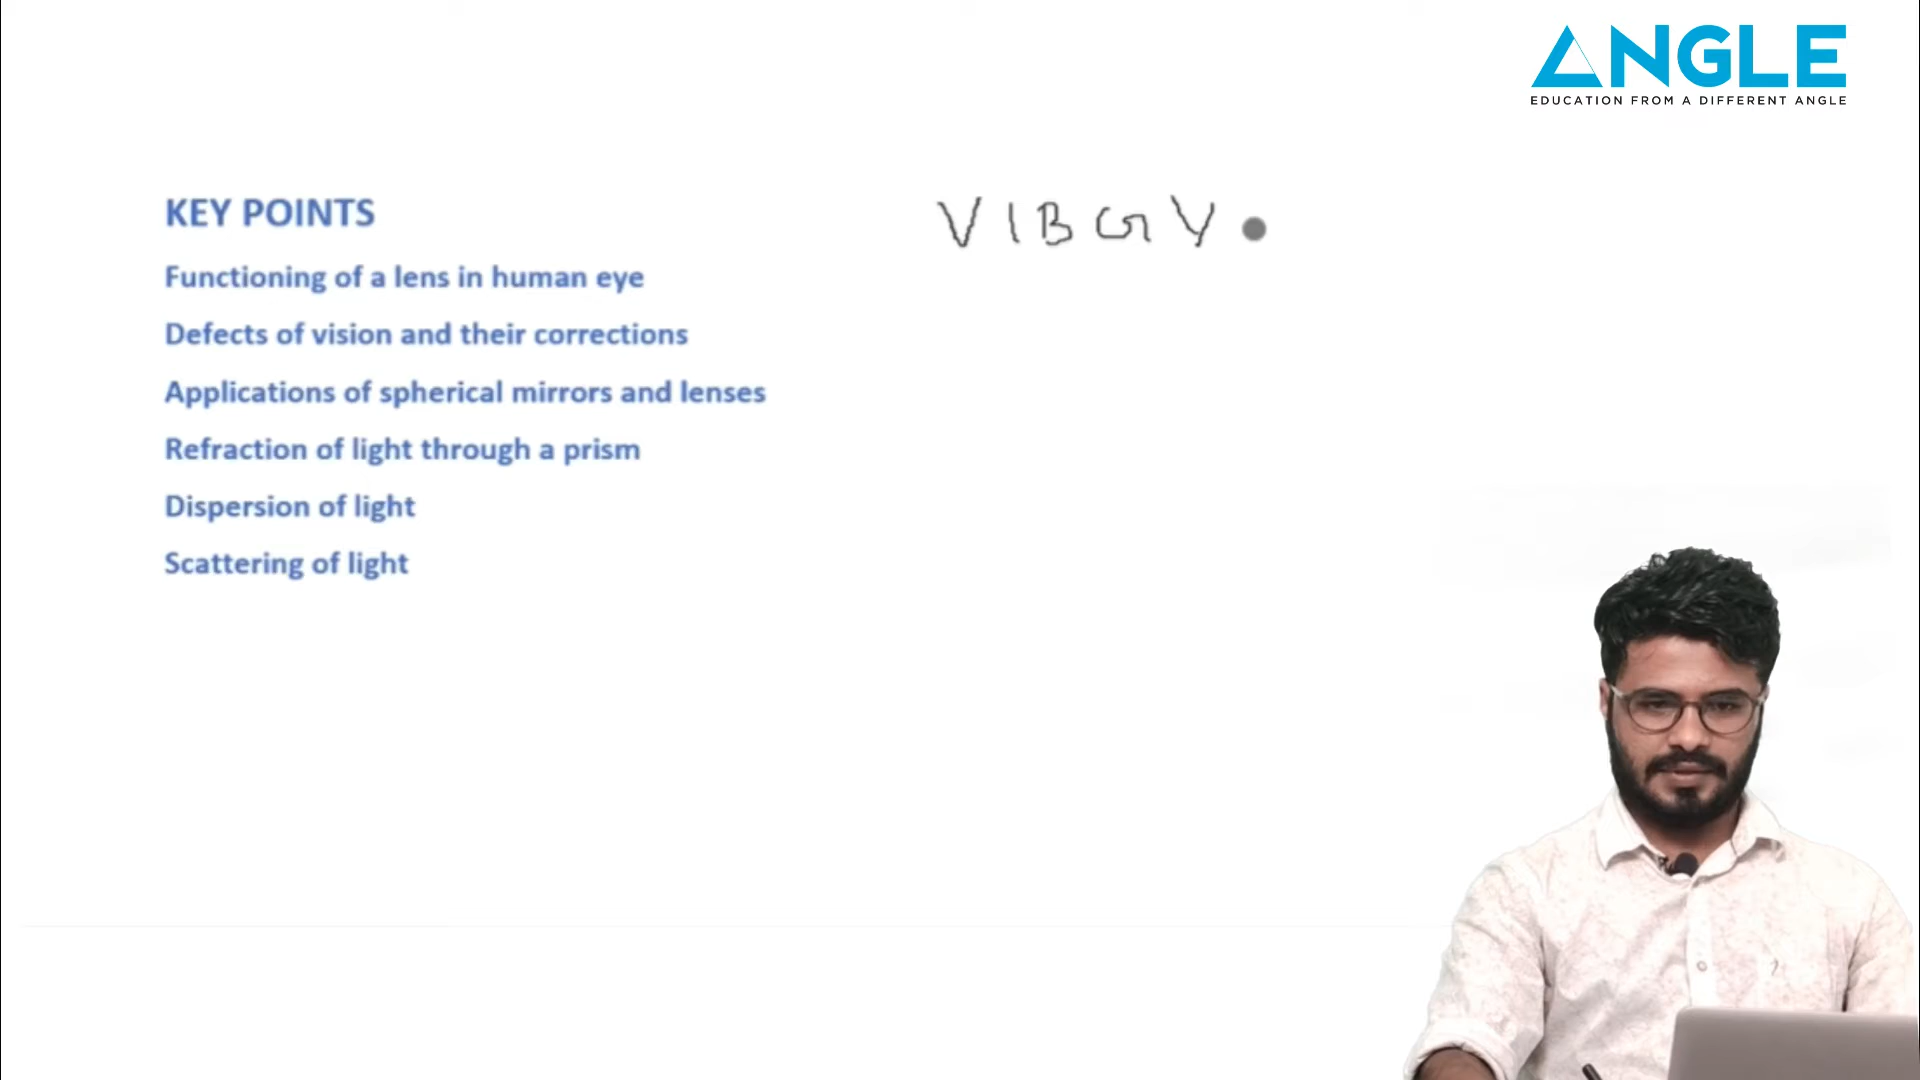 ANGLE
EDUCATION FROM A DIFFERENT ANGLE
KEY POINTS
VIBGY
Functioning of a lens in human eye
Defects of vision and their corrections
Applications of spherical mirrors and lenses
Refraction of light through a prism
Dispersion of light
Scattering of light